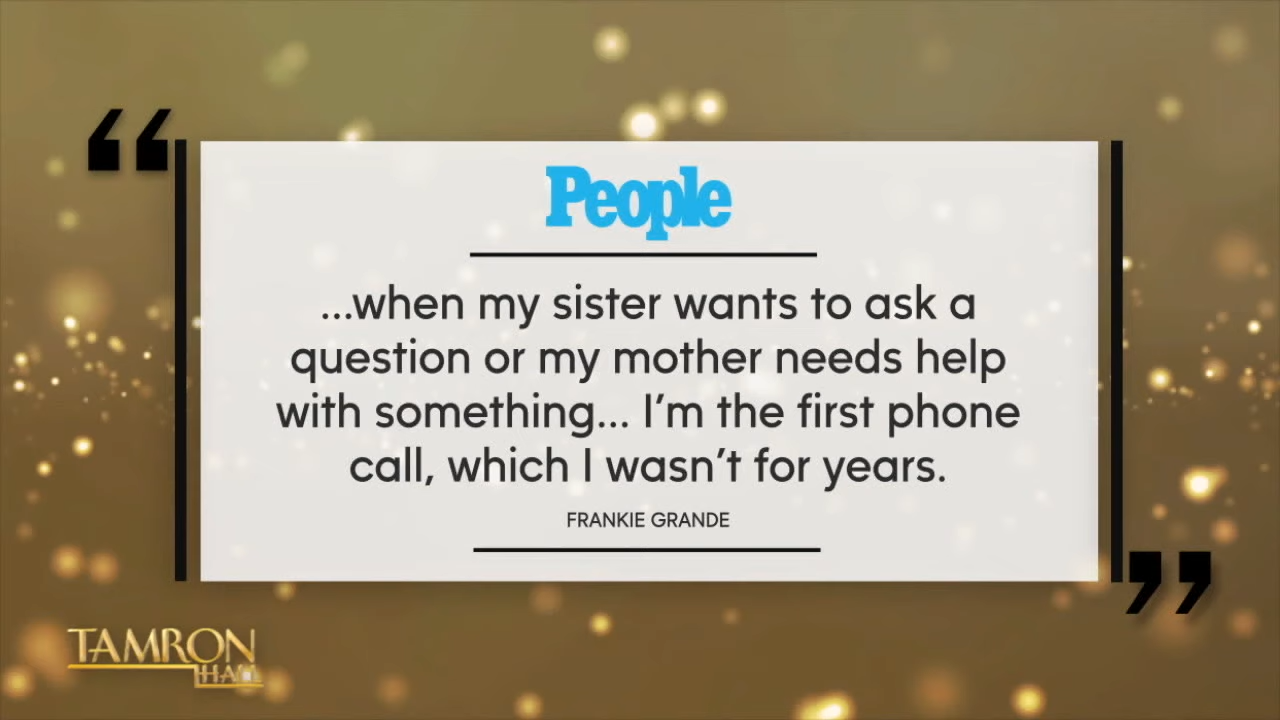 “
People
...when my sister wants to ask a
question or my mother needs help
with something... I'm the first phone
call, which I wasn't for years.
FRANKIE GRANDE
”
TAMRON
HALL